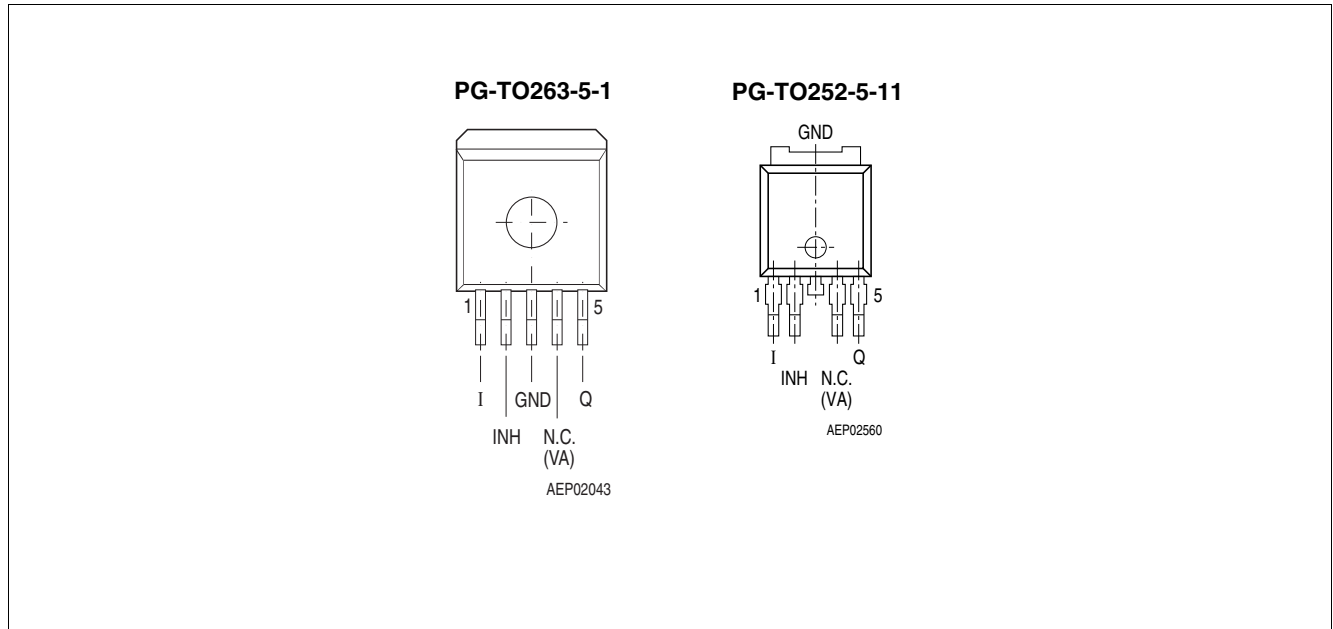 PG-TO263-5-1
1 5
I GND Q
INH N.C.
(VA)
AEP02043
PG-TO252-5-11
GND
1 5
I Q
INH N.C.
(VA)
AEP02560